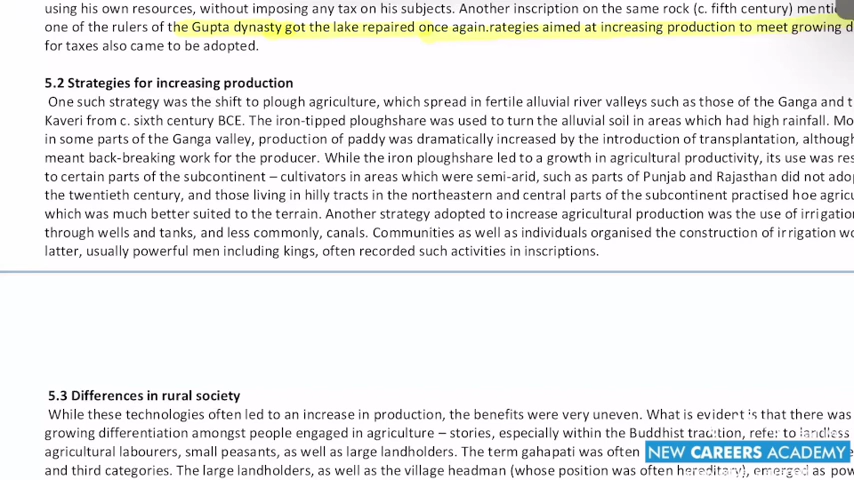 using his own resources, without imposing any tax on his subjects. Another inscription on the same rock (c. fifth century)
one of the rulers of the Gupta dynasty got the lake repaired once again.rategies aimed at increasing production to meet growing
for taxes also came to be adopted.
5.2 Strategies for increasing production
One such strategy was the shift to plough agriculture, which spread in fertile alluvial river valleys such as those of the Ganga and
Kaveri from c. sixth century BCE. The iron-tipped ploughshare was used to turn the alluvial soil in areas which had high rainfall.
in some parts of the Ganga valley, production of paddy was dramatically increased by the introduction of transplantation,
meant back-breaking work for the producer. While the iron ploughshare led to a growth in agricultural productivity, its use was
to certain parts of the subcontinent – cultivators in areas which were semi-arid, such as parts of Punjab and Rajasthan did not
the twentieth century, and those living in hilly tracts in the northeastern and central parts of the subcontinent practised hoe
which was much better suited to the terrain. Another strategy adopted to increase agricultural production was the use of
through wells and tanks, and less commonly, canals. Communities as well as individuals organised the construction of irrigation
latter, usually powerful men including kings, often recorded such activities in inscriptions.
5.3 Differences in rural society
While these technologies often led to an increase in production, the benefits were very uneven. What is evident is that there was
growing differentiation amongst people engaged in agriculture – stories, especially within the Buddhist tradition, refer to landless
agricultural labourers, small peasants, as well as large landholders. The term gahapati was often
NEW CAREERS ACADEMY
and third categories. The large landholders, as well as the village headman (whose position was often hereditary), emerged as